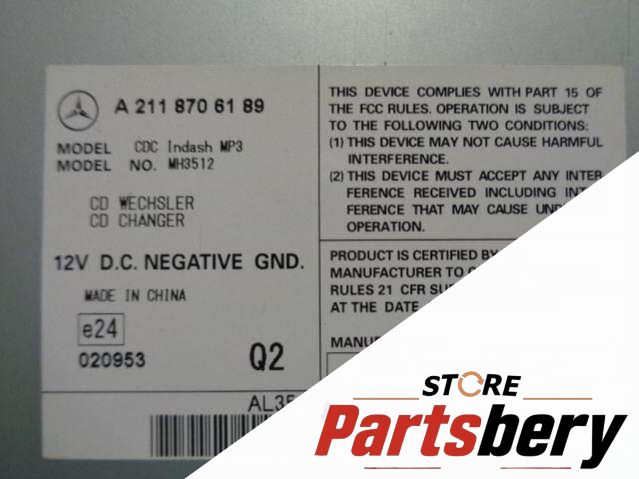 A 211 870 61 89
MODEL CDC Indash MP3
MODEL NO. MH3512
CD WECHSLER
CD CHANGER
12V D.C. NEGATIVE GND.
MADE IN CHINA
e24
020953
Q2
THIS DEVICE COMPLIES WITH PART 15 OF
THE FCC RULES. OPERATION IS SUBJECT
TO THE FOLLOWING TWO CONDITIONS:
(1) THIS DEVICE MAY NOT CAUSE HARMFUL
INTERFERENCE.
(2) THIS DEVICE MUST ACCEPT ANY INTER
FERENCE RECEIVED INCLUDING INT
FERENCE THAT MAY CAUSE UN
OPERATION.
PRODUCT IS CERTIFIED BY
MANUFACTURER TO
RULES 21 CFR
AT THE DATE
MANU
AL35
STORE
Partsbery